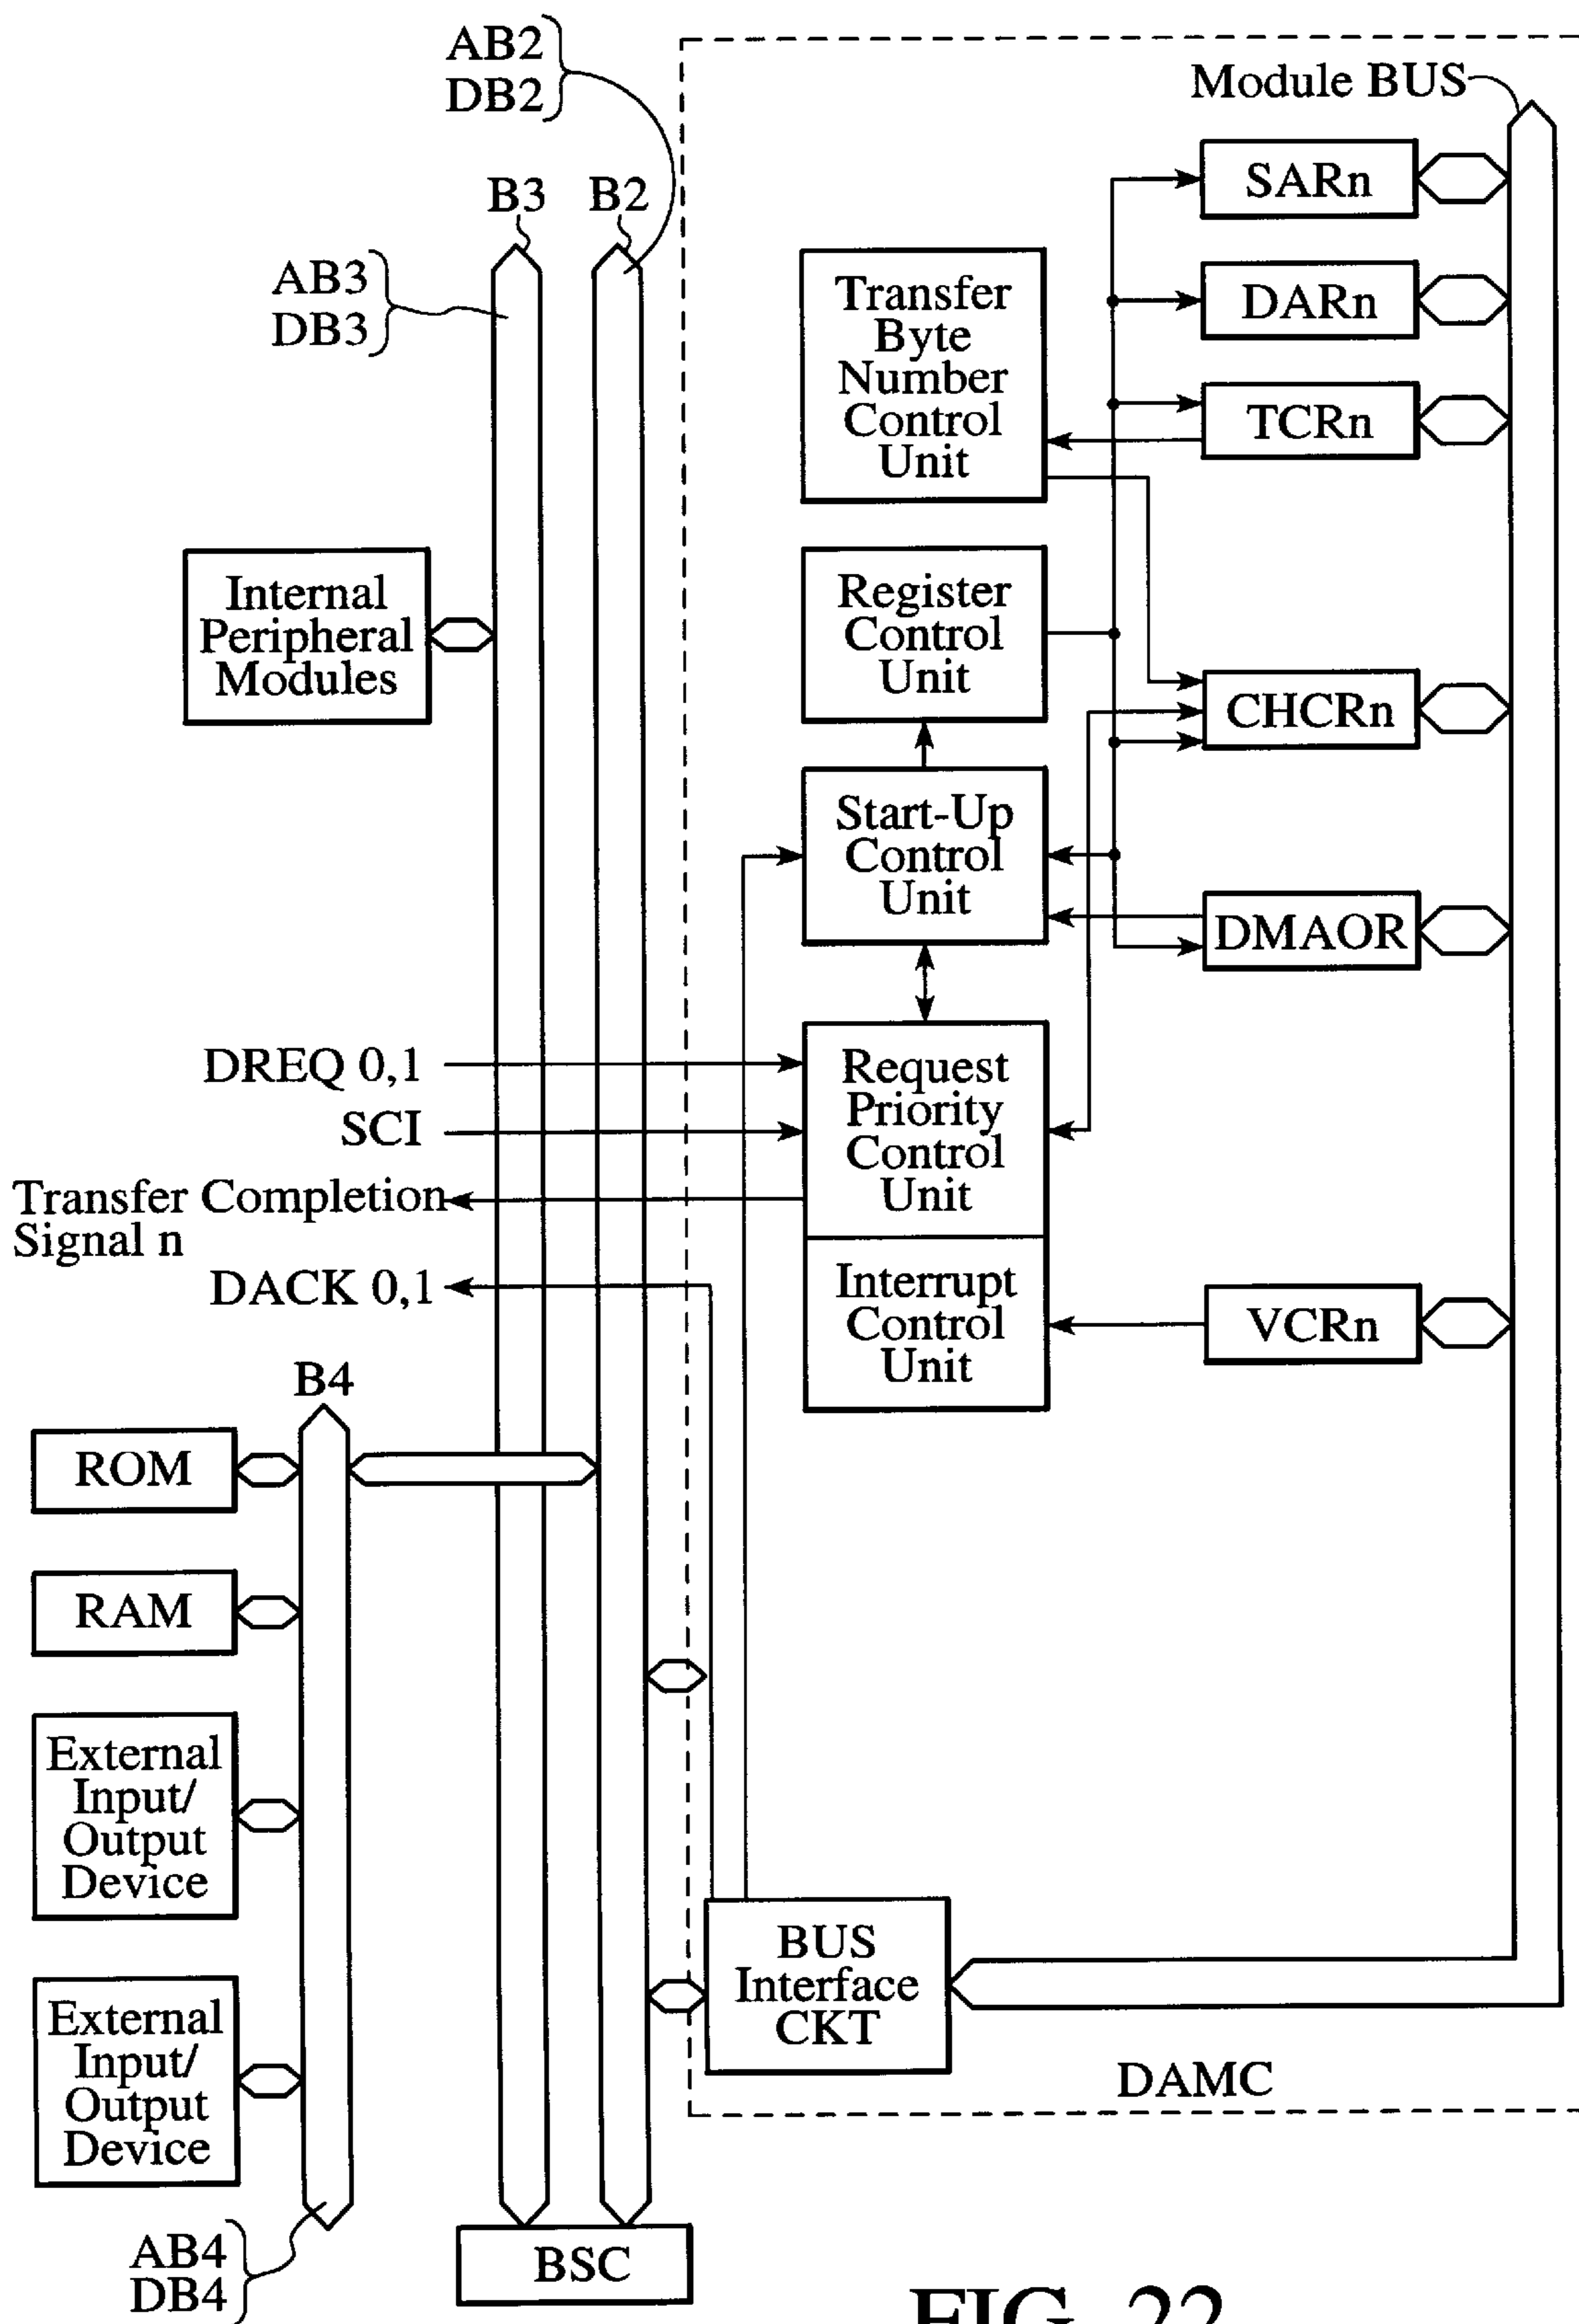 AB2
DB2
Module BUS
B3
B2
AB3
DB3
SARn
DARn
TCRn
Transfer
Byte
Number
Control
Unit
Internal
Peripheral
Modules
Register
Control
Unit
CHCRn
Start-Up
Control
Unit
DMAOR
DREQ 0,1
SCI
Transfer Completion
Signal n
DACK 0,1
Request
Priority
Control
Unit
Interrupt
Control
Unit
VCRn
B4
ROM
RAM
External
Input/
Output
Device
External
Input/
Output
Device
BUS
Interface
CKT
DAMC
AB4
DB4
BSC
FIG. 22